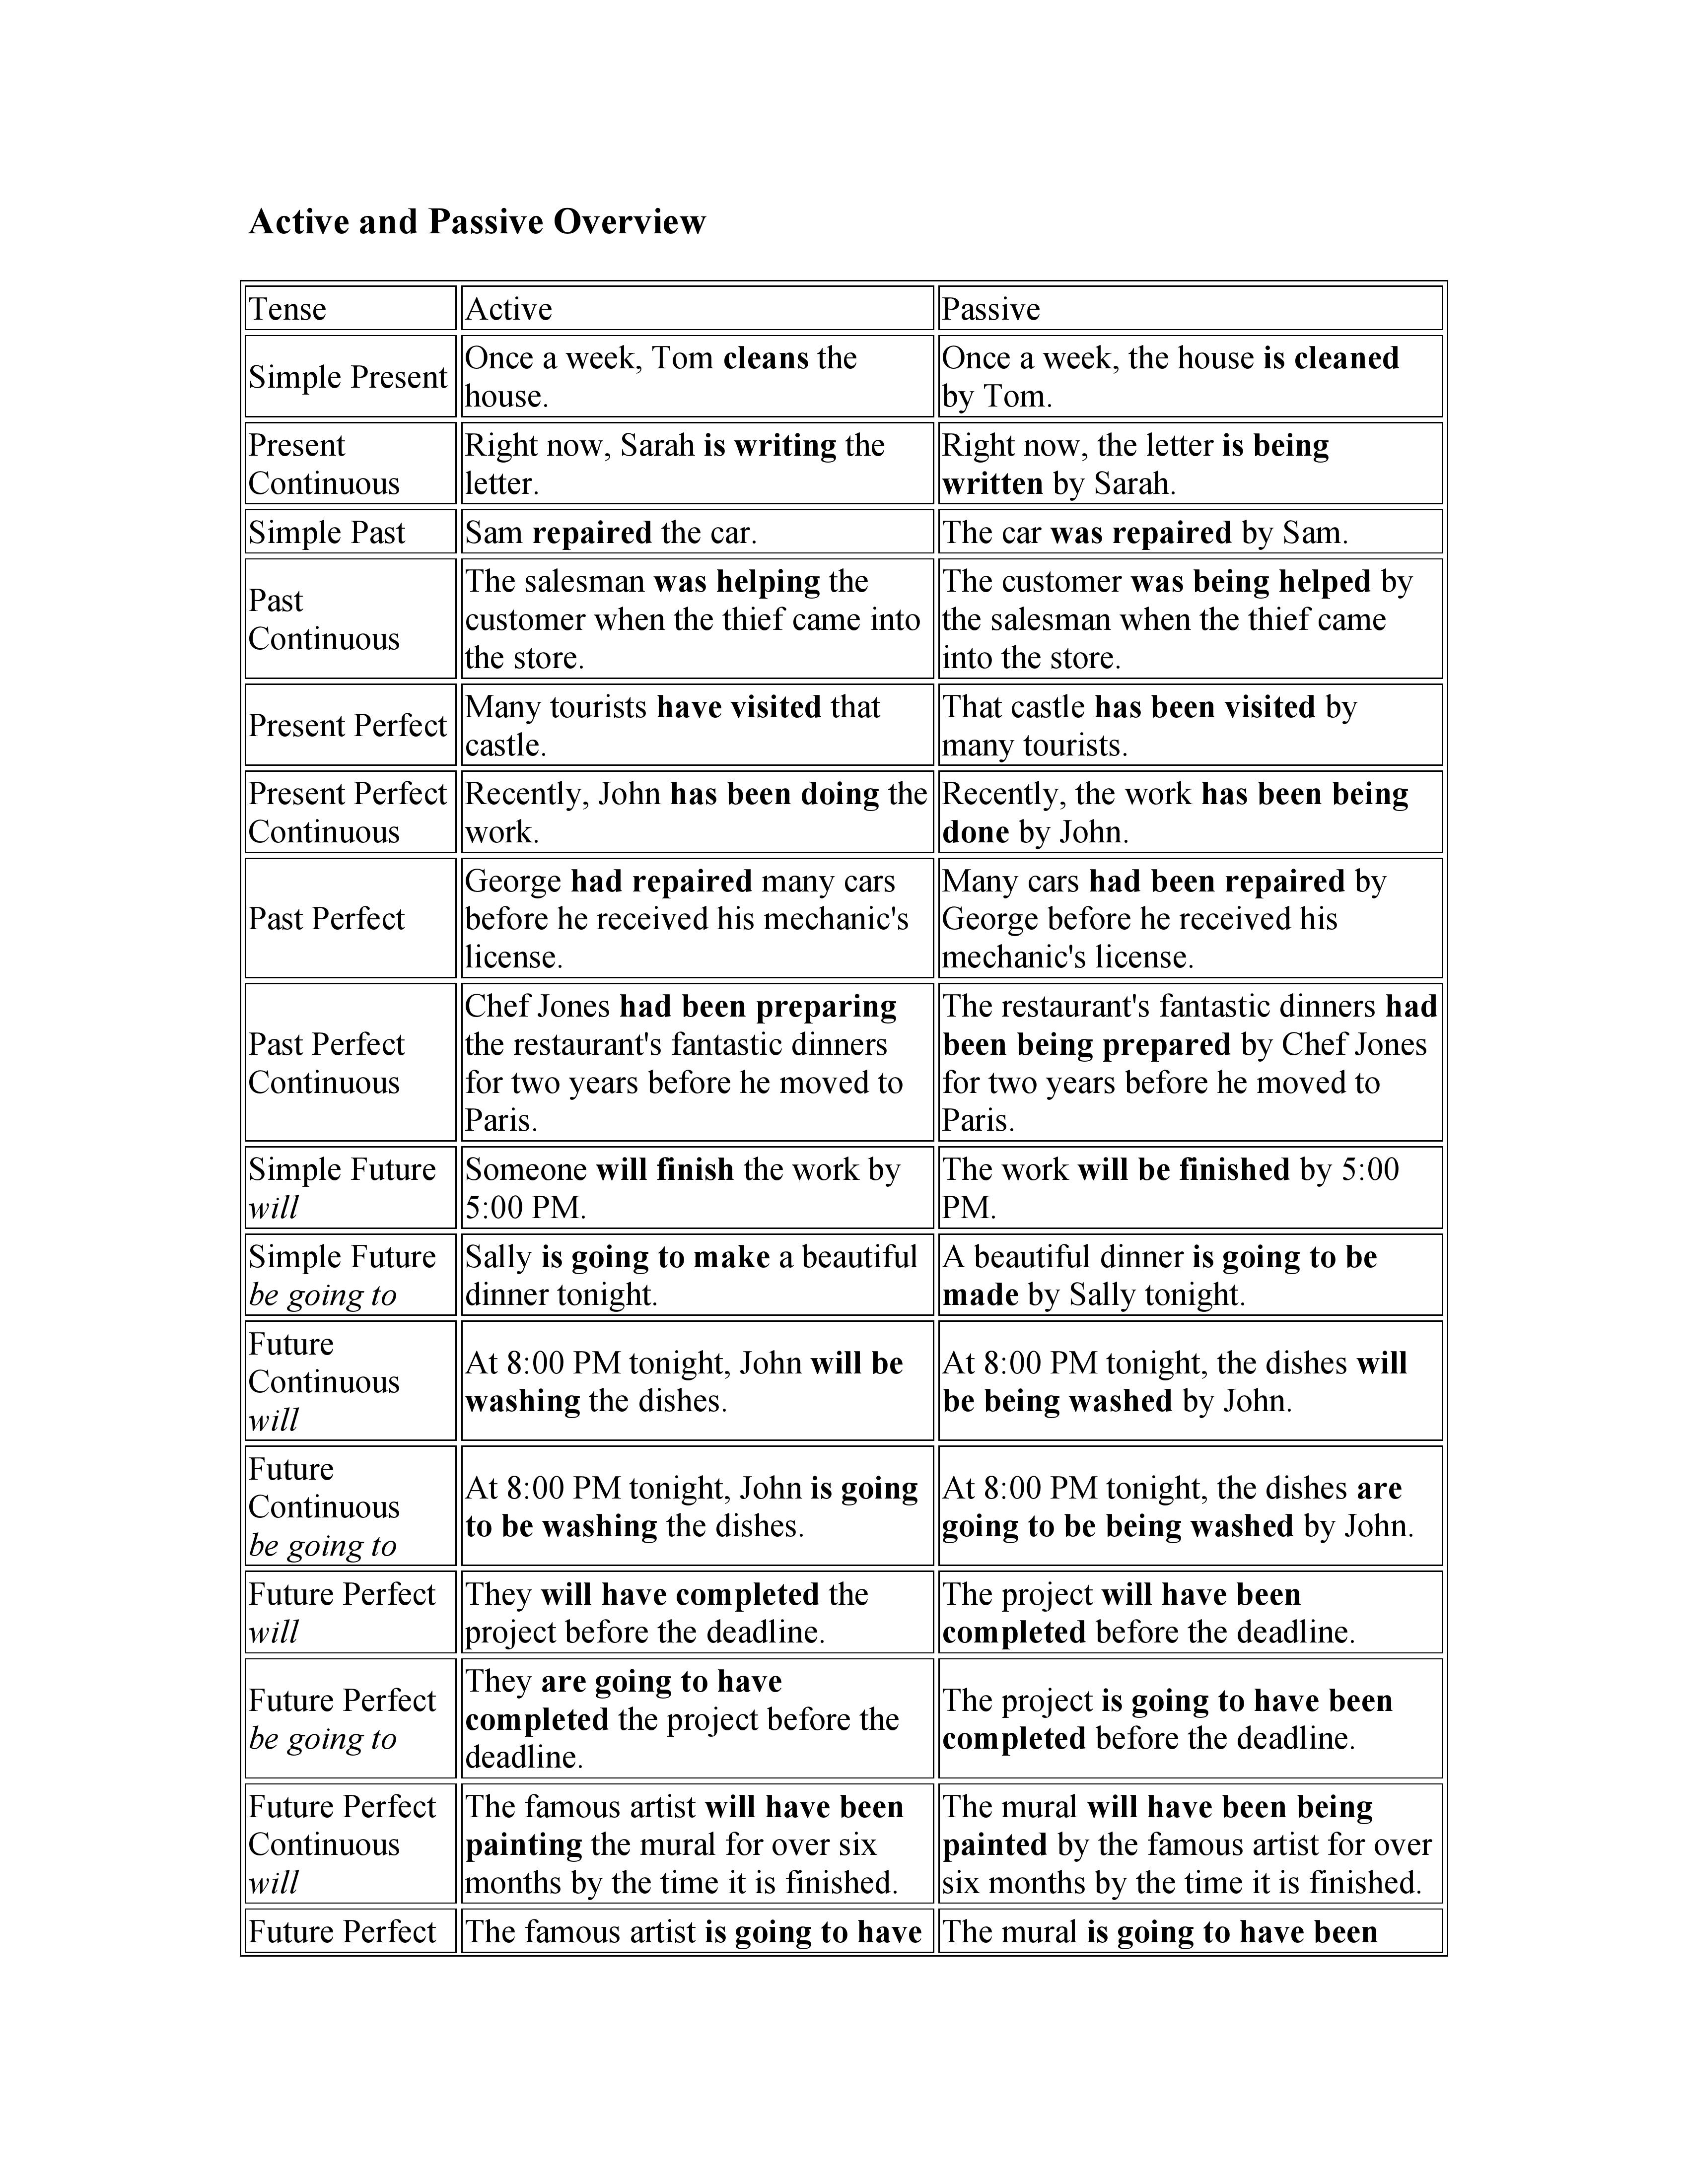 Active and Passive Overview
Tense
Active
Passive
Simple Present
Once a week, Tom cleans the
house.
Once a week, the house is cleaned
by Tom.
Present
Continuous
Right now, Sarah is writing the
letter.
Right now, the letter is being
written by Sarah.
Simple Past
Sam repaired the car.
The car was repaired by Sam.
Past
Continuous
The salesman was helping the
customer when the thief came into
the store.
The customer was being helped by
the salesman when the thief came
into the store.
Present Perfect
Many tourists have visited that
castle.
That castle has been visited by
many tourists.
Present Perfect
Continuous
Recently, John has been doing the
work.
Recently, the work has been being
done by John.
Past Perfect
George had repaired many cars
before he received his mechanic's
license.
Many cars had been repaired by
George before he received his
mechanic's license.
Past Perfect
Continuous
Chef Jones had been preparing
the restaurant's fantastic dinners
for two years before he moved to
Paris.
The restaurant's fantastic dinners had
been being prepared by Chef Jones
for two years before he moved to
Paris.
Simple Future
will
Someone will finish the work by
5:00 PM.
The work will be finished by 5:00
PM.
Simple Future
be going to
Sally is going to make a beautiful
dinner tonight.
A beautiful dinner is going to be
made by Sally tonight.
Future
Continuous
will
At 8:00 PM tonight, John will be
washing the dishes.
At 8:00 PM tonight, the dishes will
be being washed by John.
Future
Continuous
be going to
At 8:00 PM tonight, John is going
to be washing the dishes.
At 8:00 PM tonight, the dishes are
going to be being washed by John.
Future Perfect
will
They will have completed the
project before the deadline.
The project will have been
completed before the deadline.
Future Perfect
be going to
They are going to have
completed the project before the
deadline.
The project is going to have been
completed before the deadline.
Future Perfect
Continuous
will
The famous artist will have been
painting the mural for over six
months by the time it is finished.
The mural will have been being
painted by the famous artist for over
six months by the time it is finished.
Future Perfect
The famous artist is going to have
The mural is going to have been